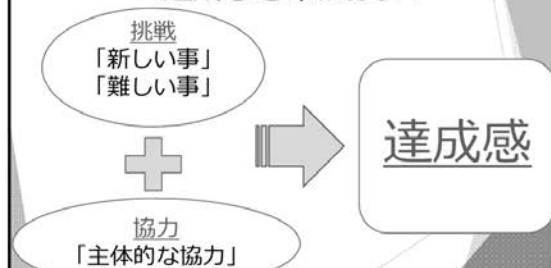 挑戦
「新しい事」
「難しい事」
達成感
協力
「主体的な協力」